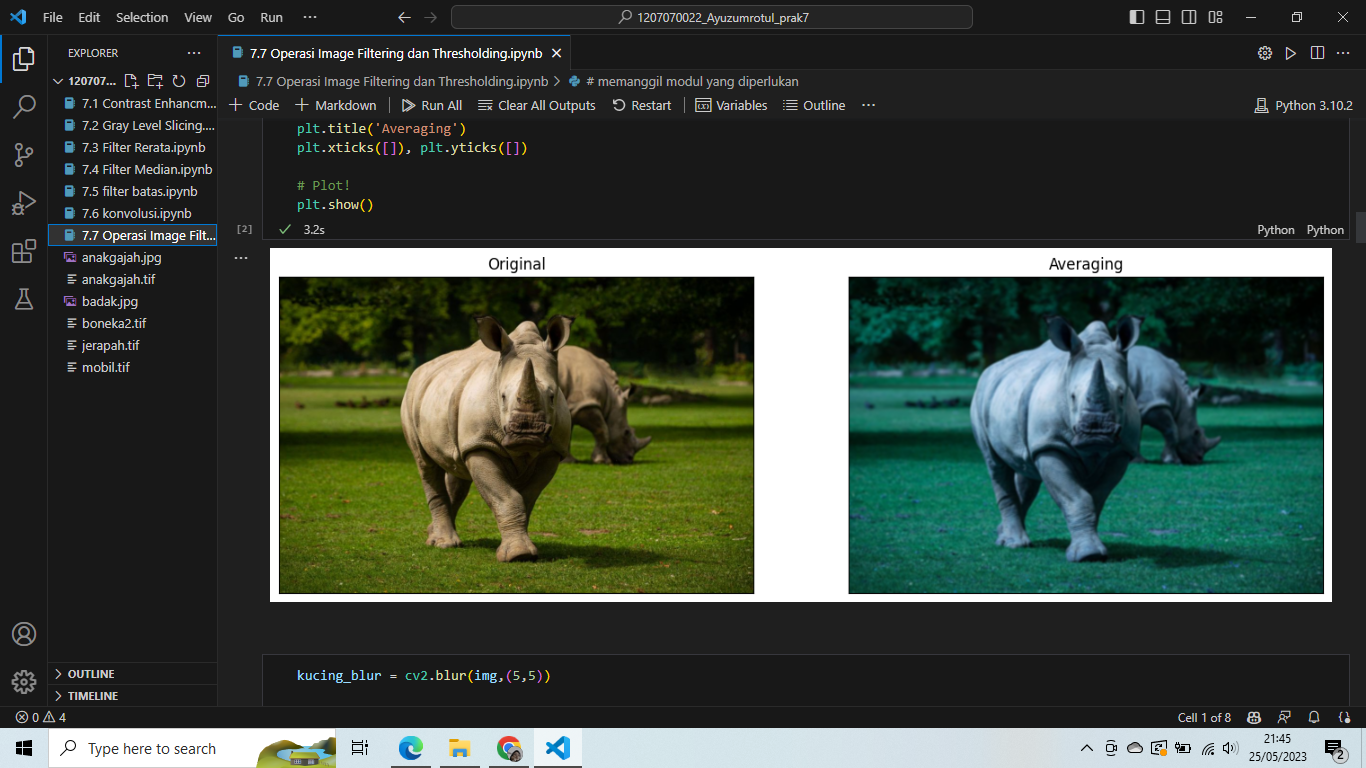 File Edit Selection View Go Run ··· 1207070022_Ayuzumrotul_prak7
EXPLORER ···
120707...
7.1 Contrast Enhancm...
7.2 Gray Level Slicing....
7.3 Filter Rerata.ipynb
7.4 Filter Median.ipynb
7.5 filter batas.ipynb
7.6 konvolusi.ipynb
7.7 Operasi Image Filt...
anakgajah.jpg
anakgajah.tif
badak.jpg
boneka2.tif
jerapah.tif
mobil.tif
OUTLINE
TIMELINE
7.7 Operasi Image Filtering dan Thresholding.ipynb
7.7 Operasi Image Filtering dan Thresholding.ipynb > # memanggil modul yang diperlukan
+ Code + Markdown Run All Clear All Outputs Restart Variables Outline ··· Python 3.10.2
plt.title('Averaging')
plt.xticks([]), plt.yticks([])
# Plot!
plt.show()
[2] 3.2s Python Python
Original Averaging
kucing_blur = cv2.blur(img,(5,5))
0 4 Cell 1 of 8
Type here to search
21:45
25/05/2023
2